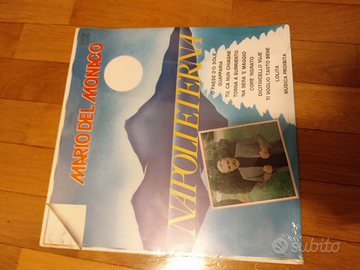 MARIO DEL MONACO
NAPOLI ETERNA
O PAESE D'O SOLE
GUAPPARIA
TU, CA NUN CHIAGNE
TORNA A SURRIENTO
'NA SERA 'E MAGGIO
CORE 'NGRATO
DICITENCELLO VUJE
TI VOGLIO TANTO BENE
LOLITA
MUSICA PROIBITA
subito